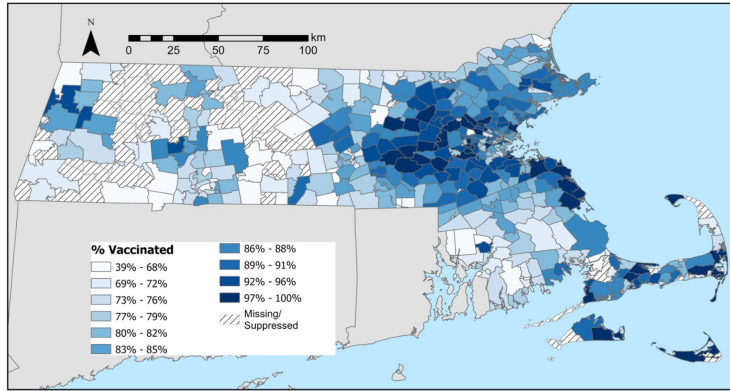 N
km
0 25 50 75 100
% Vaccinated
39% - 68%
69% - 72%
73% - 76%
77% - 79%
80% - 82%
83% - 85%
86% - 88%
89% - 91%
92% - 96%
97% - 100%
Missing/
Suppressed